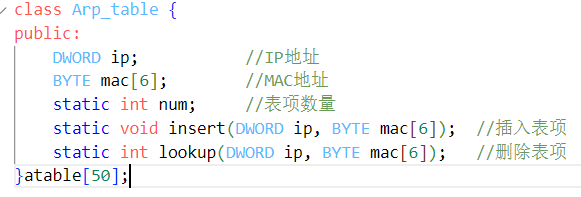 class Arp_table {
public:
    DWORD ip;           //IP地址
    BYTE mac[6];        //MAC地址
    static int num;     //表项数量
    static void insert(DWORD ip, BYTE mac[6]);  //插入表项
    static int lookup(DWORD ip, BYTE mac[6]);   //删除表项
}atable[50];